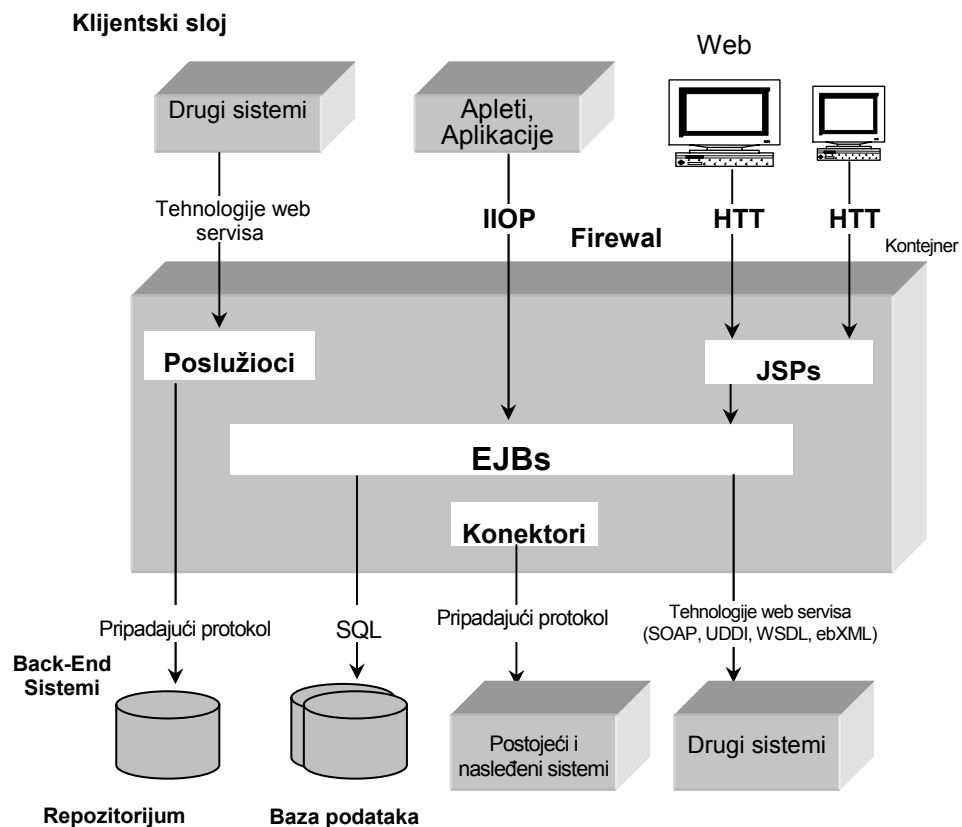 Klijentski sloj
Web
Drugi sistemi
Apleti,
Aplikacije
Tehnologije web
servisa
IIOP
HTT
HTT
Firewal
Kontejner
Poslužioci
JSPs
EJBs
Konektori
Pripadajući protokol
SQL
Pripadajući protokol
Tehnologije web servisa
(SOAP, UDDI, WSDL, ebXML)
Back-End
Sistemi
Postojeći i
nasleđeni sistemi
Drugi sistemi
Repozitorijum
Baza podataka